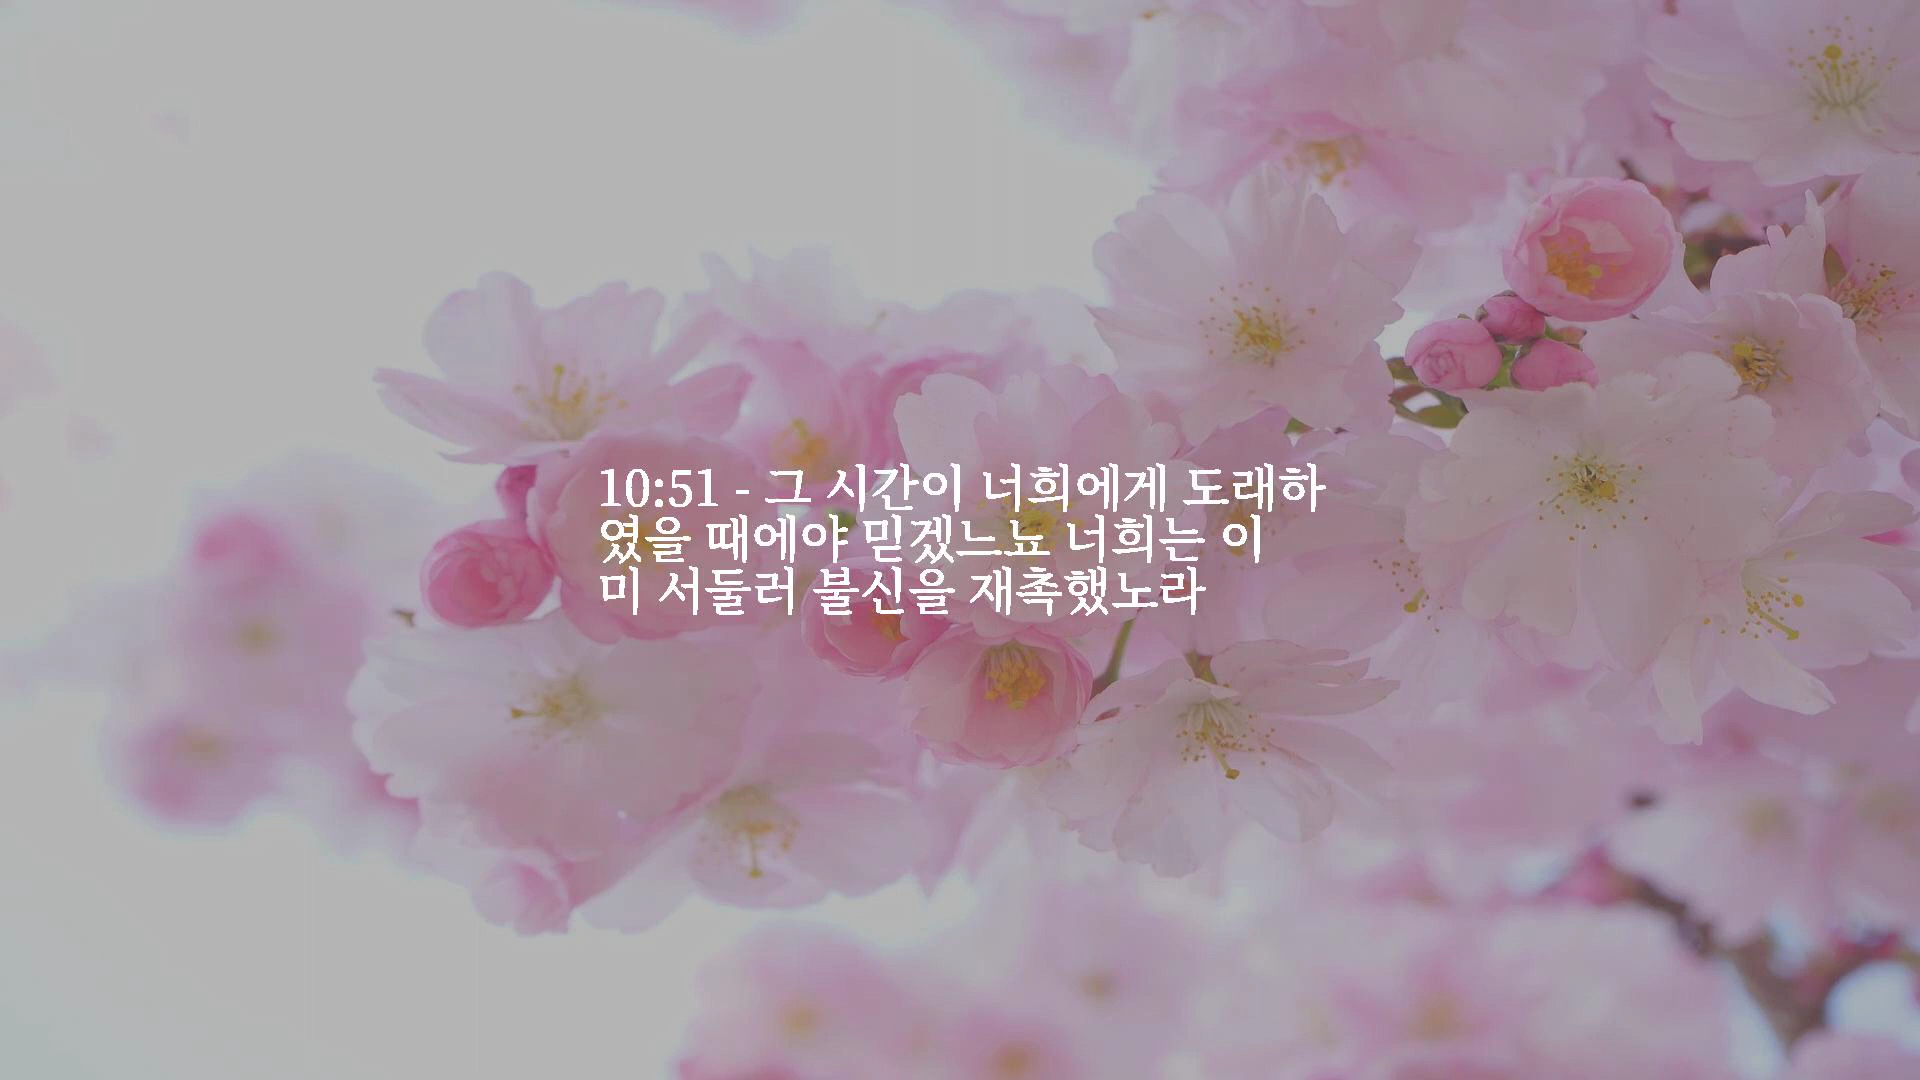 10:51 - 그 시간이 너희에게 도래하
였을 때에야 믿겠느뇨 너희는 이
미 서둘러 불신을 재촉했노라